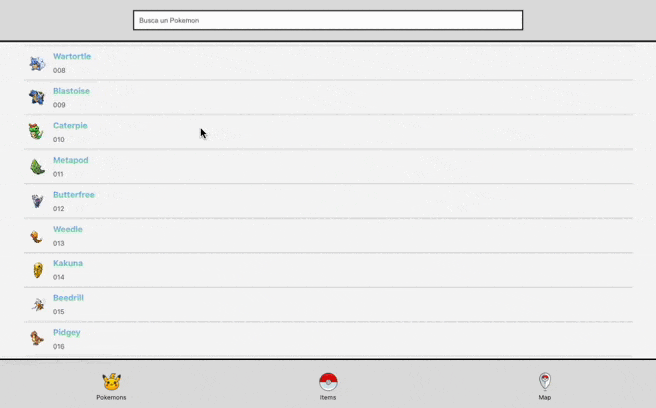 Busca un Pokemon
Wartortle
008
Blastoise
009
Caterpie
010
Metapod
011
Butterfree
012
Weedle
013
Kakuna
014
Beedrill
015
Pidgey
016
Pokemons
Items
Map